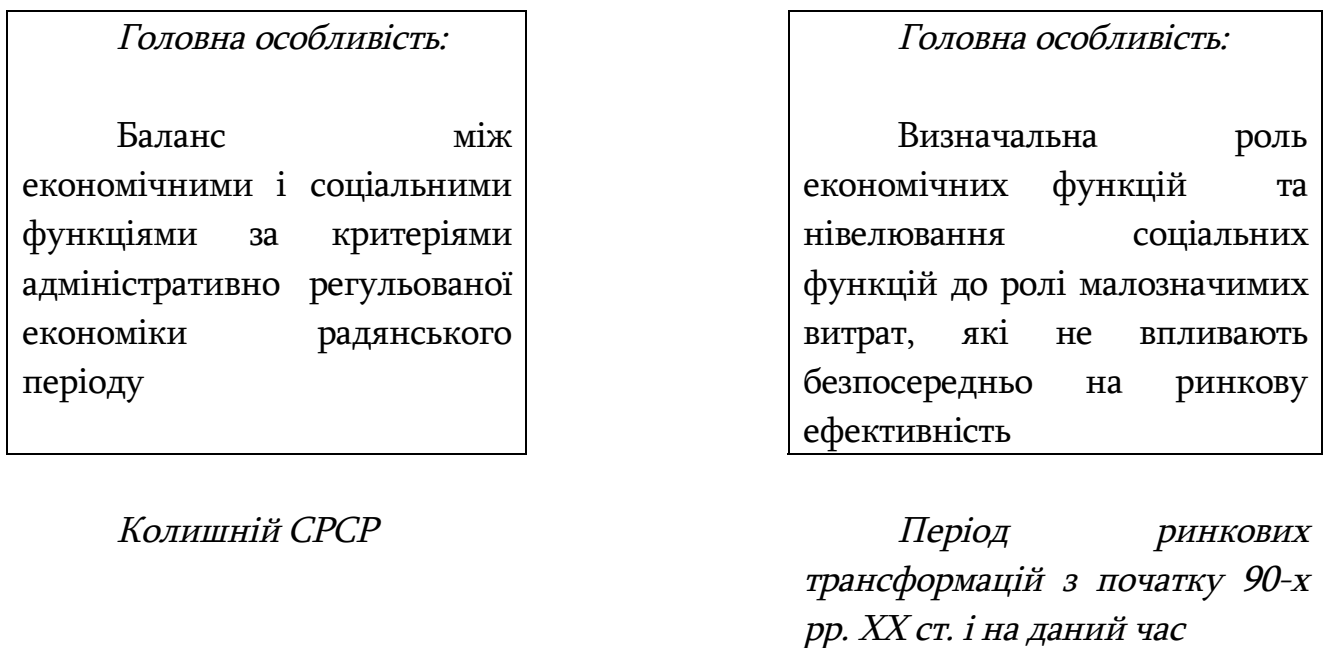 Головна особливість:
Баланс між
економічними і соціальними
функціями за критеріями
адміністративно регульованої
економіки радянського
періоду
Колишній СРСР
Головна особливість:
Визначальна роль
економічних функцій та
нівелювання соціальних
функцій до ролі малозначимих
витрат, які не впливають
безпосередньо на ринкову
ефективність
Період ринкових
трансформацій з початку 90-х
рр. ХХ ст. і на даний час